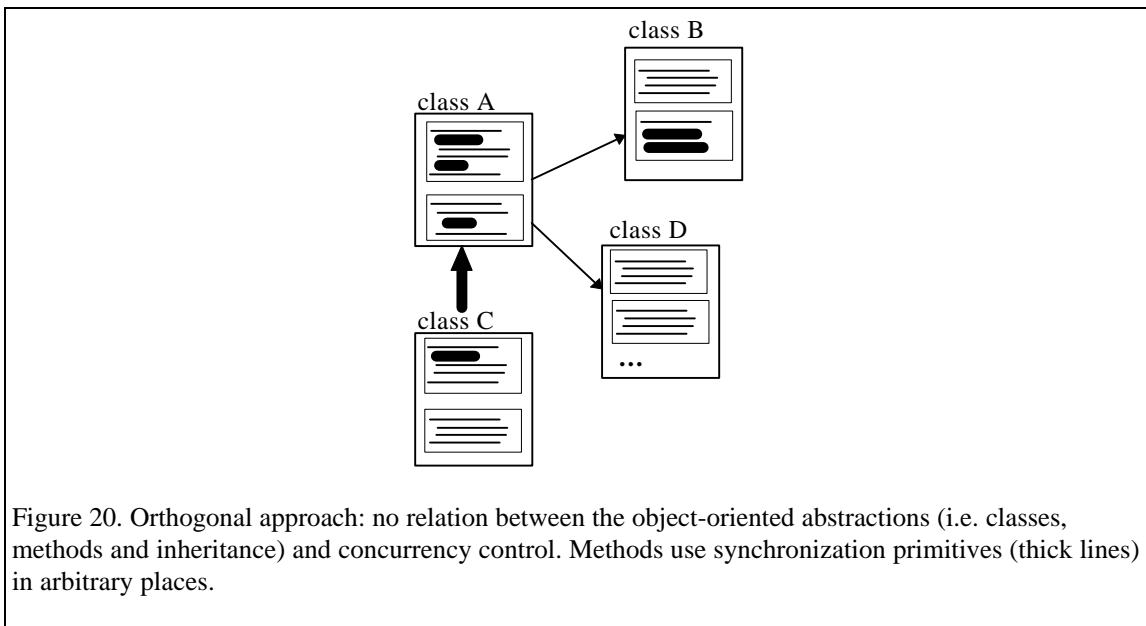 class B
class A
class D
...
class C
Figure 20. Orthogonal approach: no relation between the object-oriented abstractions (i.e. classes,
methods and inheritance) and concurrency control. Methods use synchronization primitives (thick lines)
in arbitrary places.